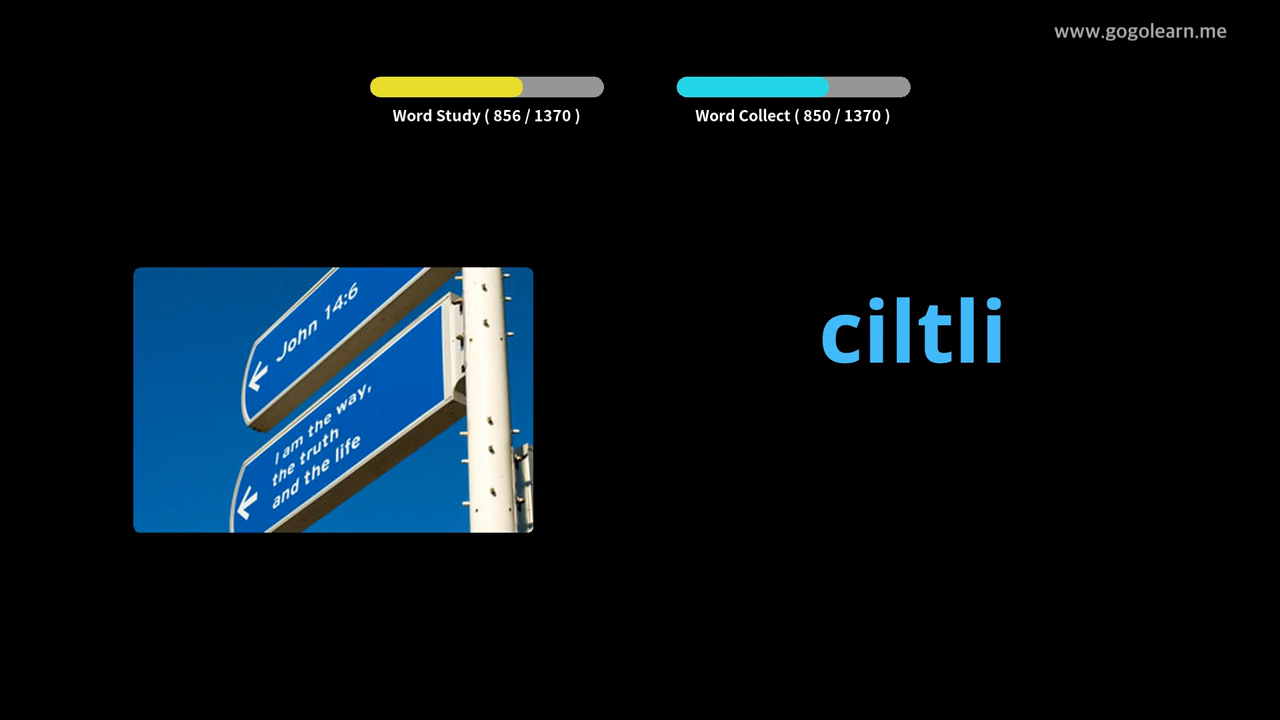 www.gogolearn.me
Word Study ( 856 / 1370 )
Word Collect ( 850 / 1370 )
John 14:6
I am the way,
the truth
and the life
ciltli